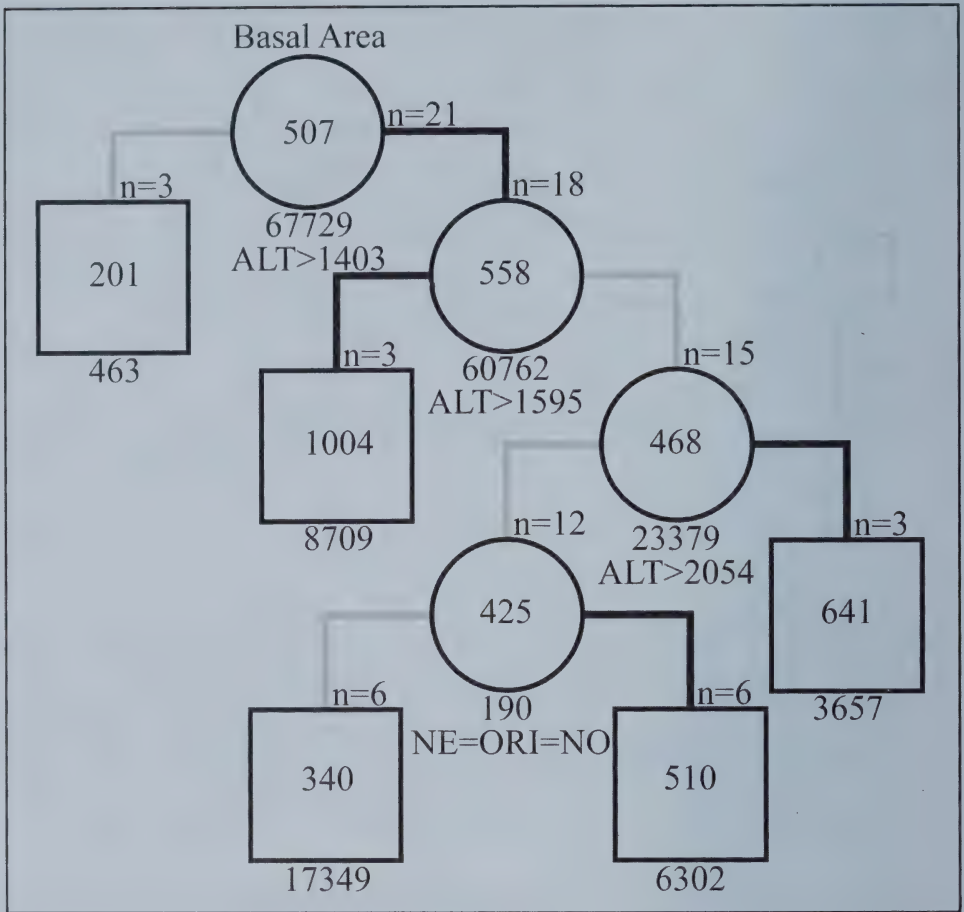 Basal Area
n=21
507
n=3
n=18
67729
ALT>1403
201
558
463
n=3
n=15
60762
ALT>1595
1004
468
8709
n=12
23379
ALT>2054
n=3
425
641
n=6
190
NE=ORI=NO
n=6
3657
340
510
17349
6302